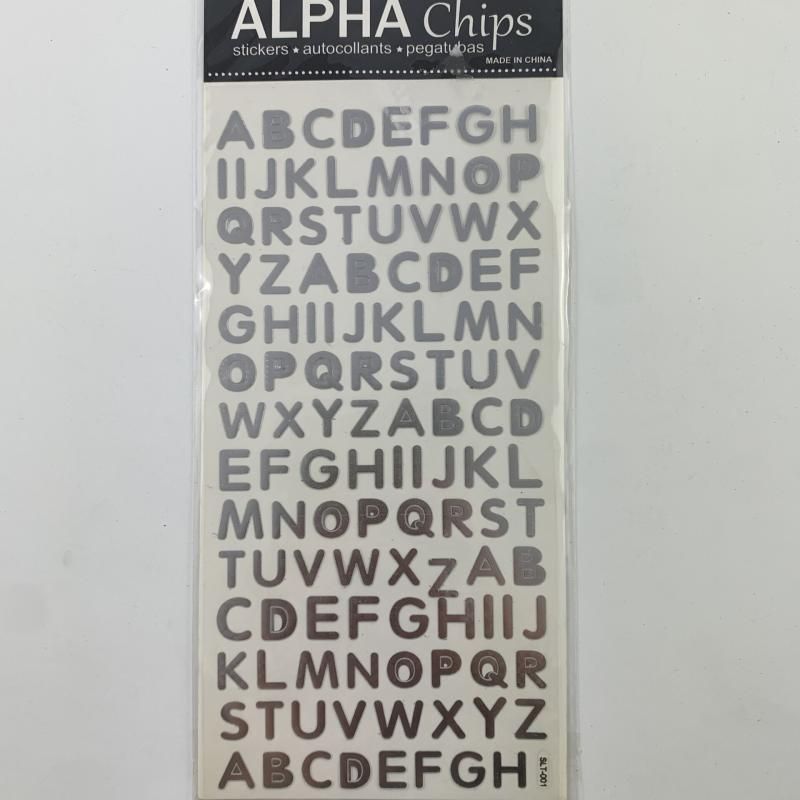 ALPHA Chips
stickers ★ autocollants ★ pegatubas
MADE IN CHINA
ABCDEFGH
IIJKLMNOP
QRSTUVWX
YZABCDEF
GHIIJKLMN
OPQRSTUV
WXYZABCD
EFGHIIJKL
MNOPQRST
TUVWXZAB
CDEFGHIIJ
KLMNOPQR
STUVWXYZ
ABCDEFGH
SLT-001